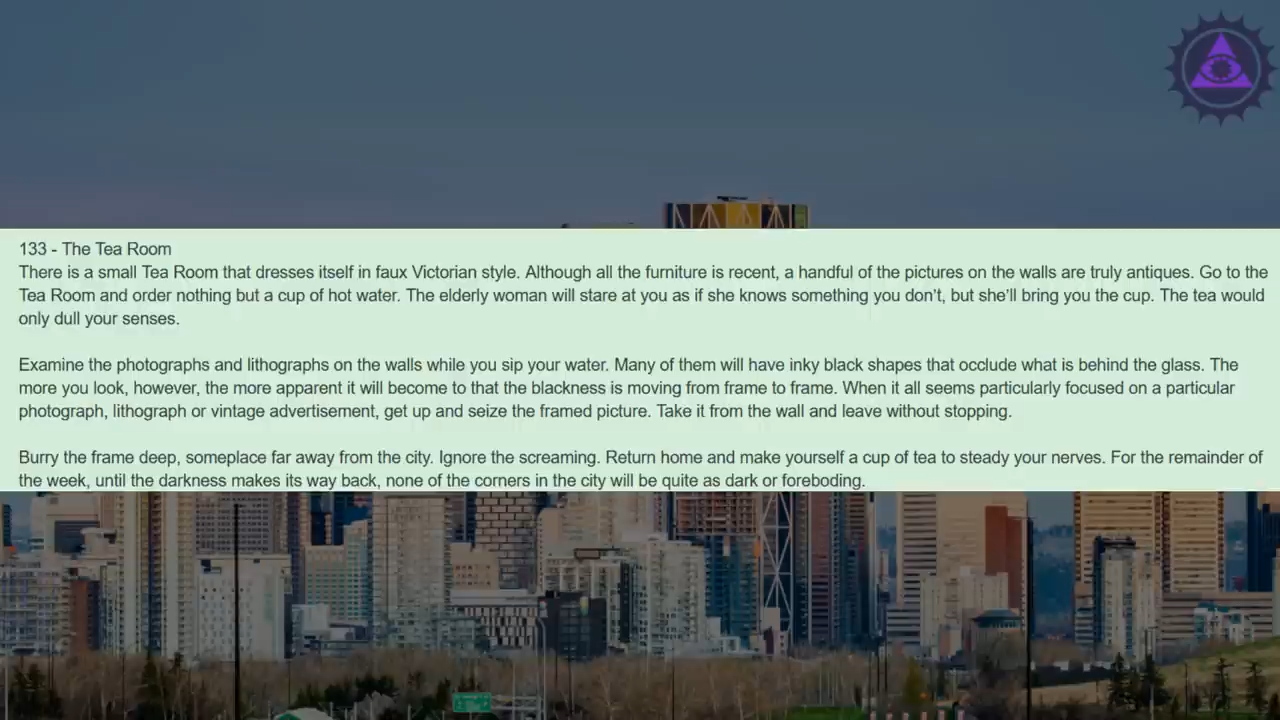 133 - The Tea Room
There is a small Tea Room that dresses itself in faux Victorian style. Although all the furniture is recent, a handful of the pictures on the walls are truly antiques. Go to the
Tea Room and order nothing but a cup of hot water. The elderly woman will stare at you as if she knows something you don't, but she'll bring you the cup. The tea would
only dull your senses.
Examine the photographs and lithographs on the walls while you sip your water. Many of them will have inky black shapes that occlude what is behind the glass. The
more you look, however, the more apparent it will become to that the blackness is moving from frame to frame. When it all seems particularly focused on a particular
photograph, lithograph or vintage advertisement, get up and seize the framed picture. Take it from the wall and leave without stopping.
Burry the frame deep, someplace far away from the city. Ignore the screaming. Return home and make yourself a cup of tea to steady your nerves. For the remainder of
the week, until the darkness makes its way back, none of the corners in the city will be quite as dark or foreboding.